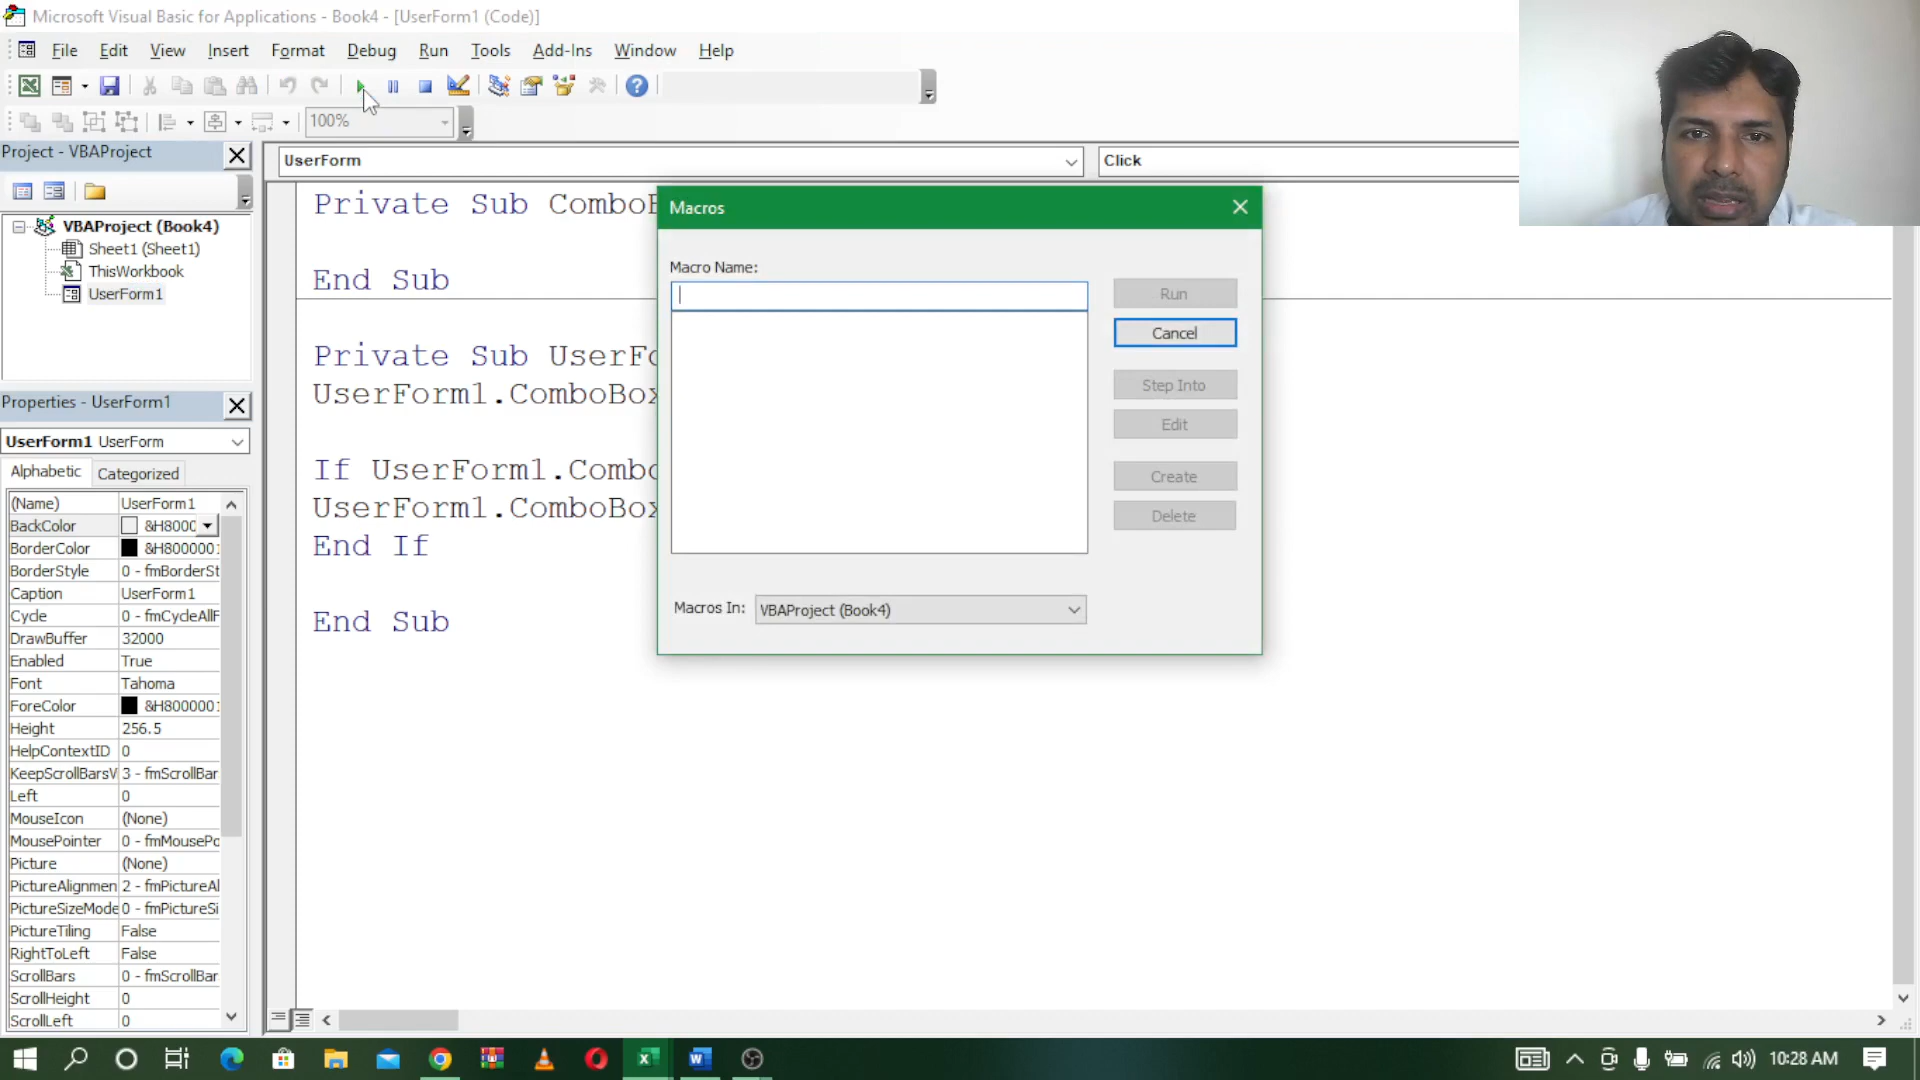 Microsoft Visual Basic for Applications - Book4 - [UserForm1 (Code)]
File Edit View Insert Format Debug Run Tools Add-Ins Window Help
100%
Project - VBAProject
UserForm
Click
VBAProject (Book4)
Sheet1 (Sheet1)
ThisWorkbook
UserForm1
Properties - UserForm1
UserForm1 UserForm
Alphabetic Categorized
(Name) UserForm1
BackColor &H8000
BorderColor &H8000001
BorderStyle 0 - fmBorderSt
Caption UserForm1
Cycle 0 - fmCycleAllF
DrawBuffer 32000
Enabled True
Font Tahoma
ForeColor &H8000001
Height 256.5
HelpContextID 0
KeepScrollBarsV 3 - fmScrollBar
Left 0
MouseIcon (None)
MousePointer 0 - fmMousePo
Picture (None)
PictureAlignmen 2 - fmPictureAl
PictureSizeMode 0 - fmPictureSi
PictureTiling False
RightToLeft False
ScrollBars 0 - fmScrollBar
ScrollHeight 0
ScrollLeft 0
Private Sub ComboB
End Sub
Private Sub UserFo
UserForm1.ComboBox
If UserForm1.Combo
UserForm1.ComboBox
End If
End Sub
Macros
Macro Name:
Run
Cancel
Step Into
Edit
Create
Delete
Macros In: VBAProject (Book4)
10:28 AM